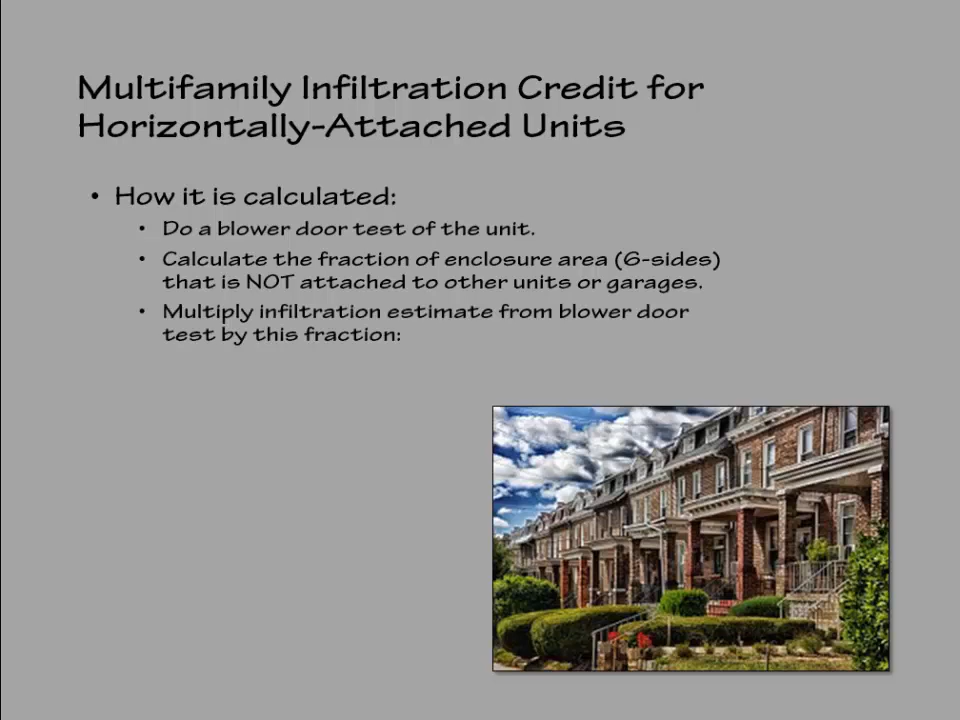 Multifamily Infiltration Credit for
Horizontally-Attached Units
• How it is calculated:
• Do a blower door test of the unit.
• Calculate the fraction of enclosure area (6-sides)
that is NOT attached to other units or garages.
• Multiply infiltration estimate from blower door
test by this fraction: